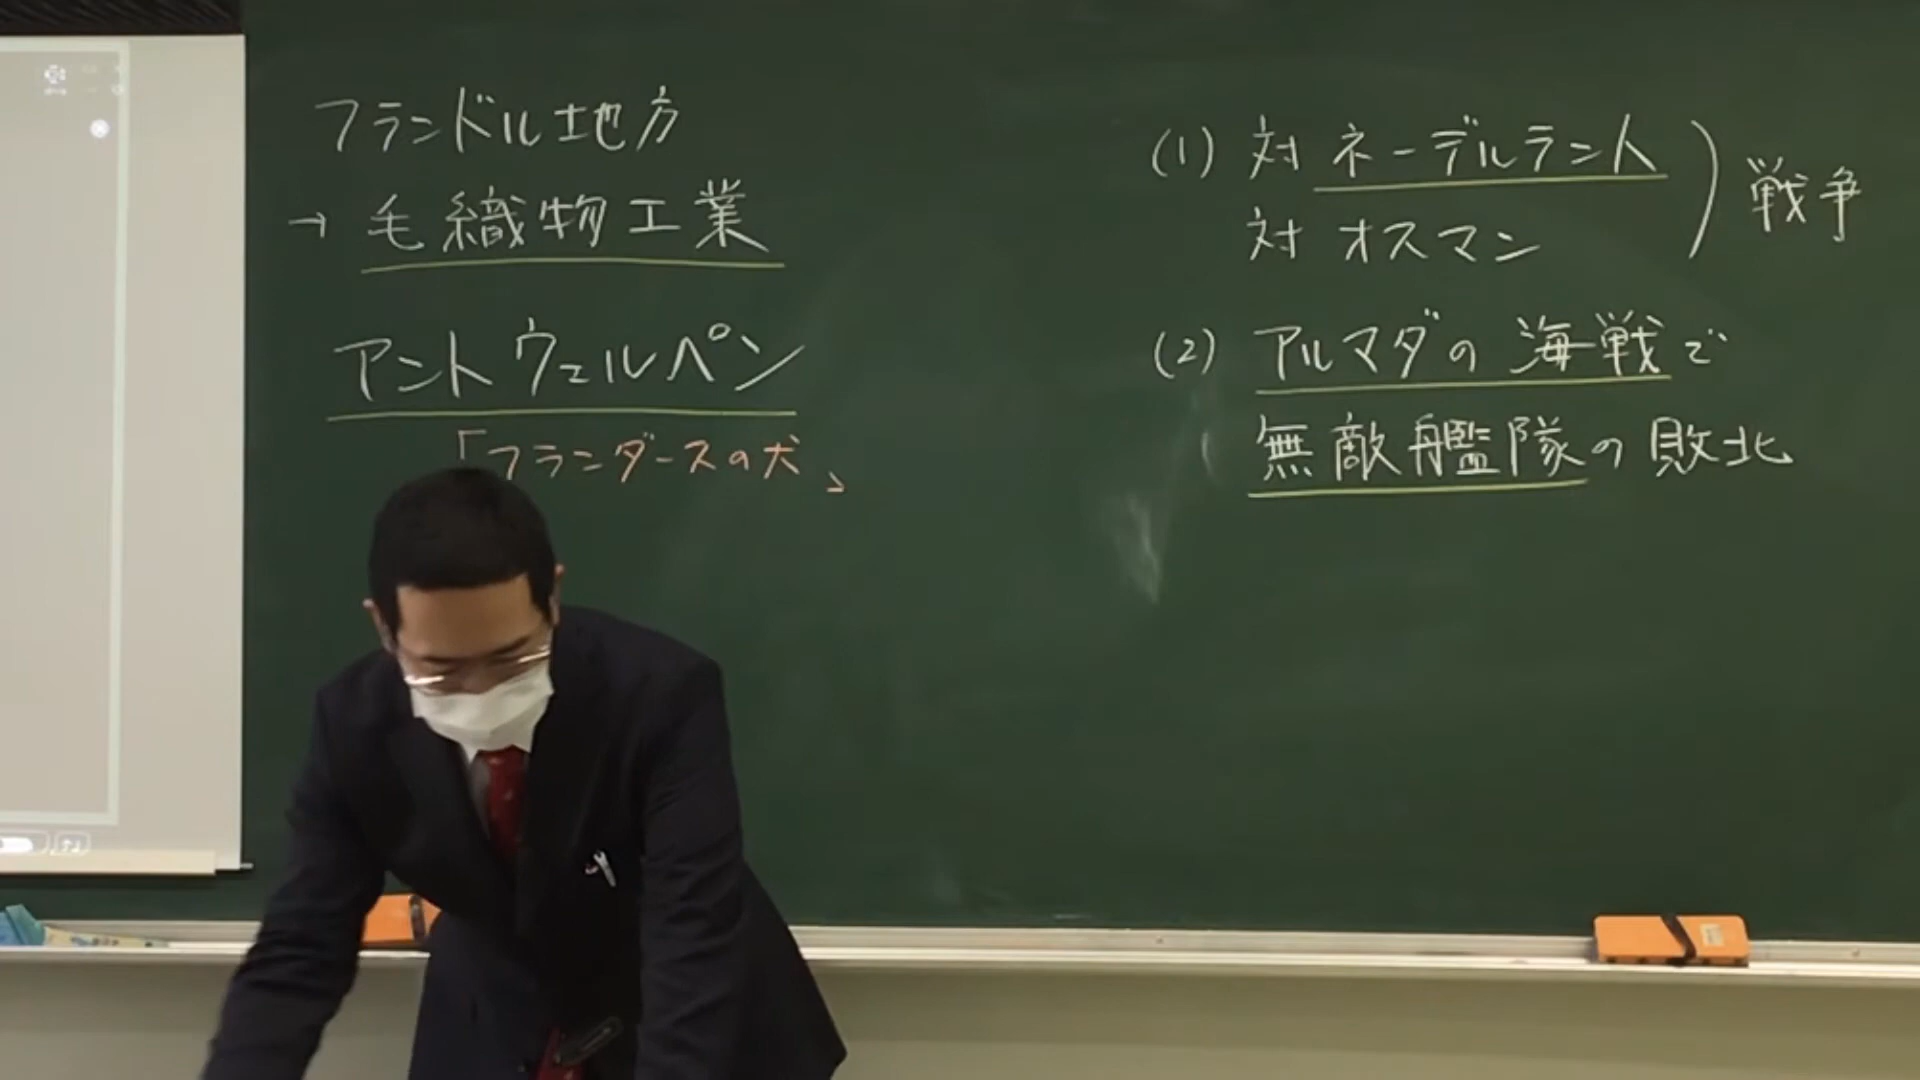 フランドル地方
→ 毛織物工業
アントウェルペン
「フランダースの犬」
(1) 対 ネーデルラント
対 オスマン
戦争
(2) アルマダの海戦で
無敵艦隊の敗北